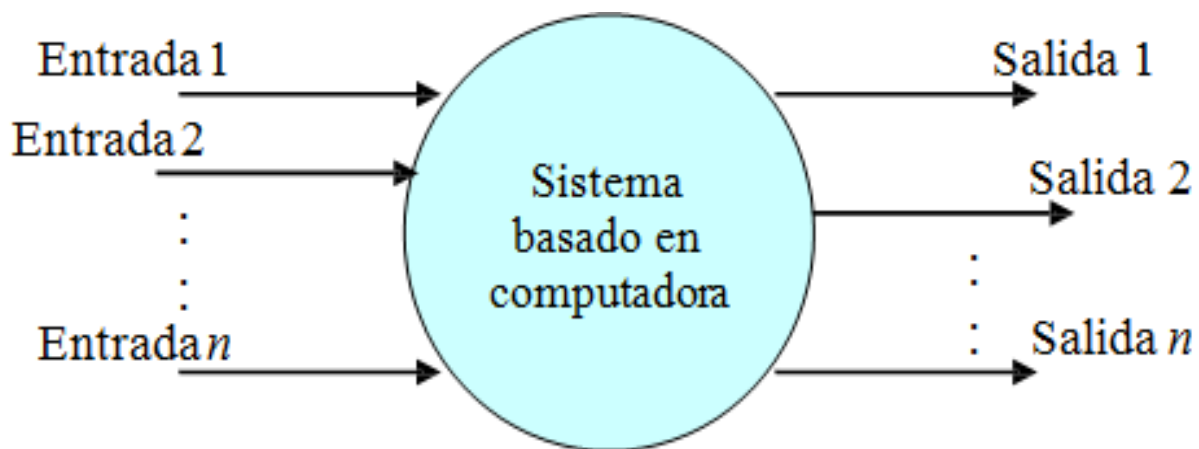 Entrada 1
Entrada 2
:
:
Entrada n
Sistema
basado en
computadora
Salida 1
Salida 2
:
:
Salida n